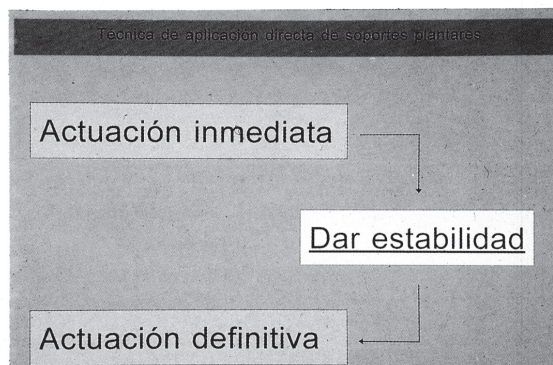 Técnica de aplicación directa de soportes plantares
Actuación inmediata
Dar estabilidad
Actuación definitiva